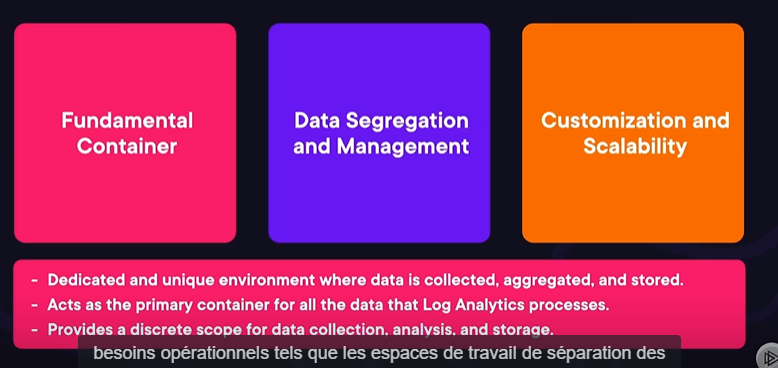 Fundamental
Container
Data Segregation
and Management
Customization and
Scalability
- Dedicated and unique environment where data is collected, aggregated, and stored.
- Acts as the primary container for all the data that Log Analytics processes.
- Provides a discrete scope for data collection, analysis, and storage.
besoins opérationnels tels que les espaces de travail de séparation des